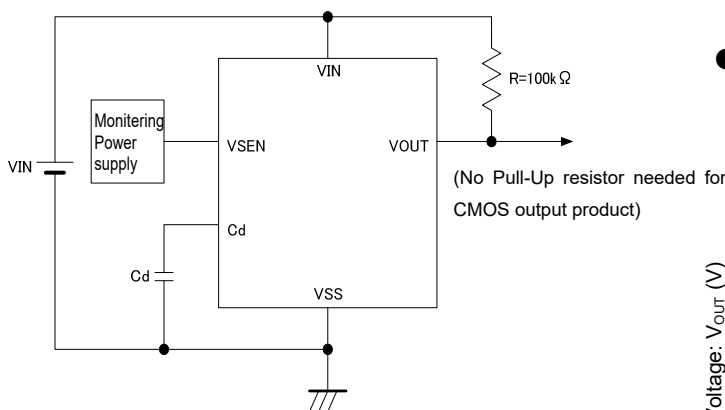 VIN
R=100kΩ
Monitering
Power
supply
VSEN
VOUT
VIN
(No Pull-Up resistor needed for
CMOS output product)
Cd
Cd
VSS
Voltage: VOUT (V)